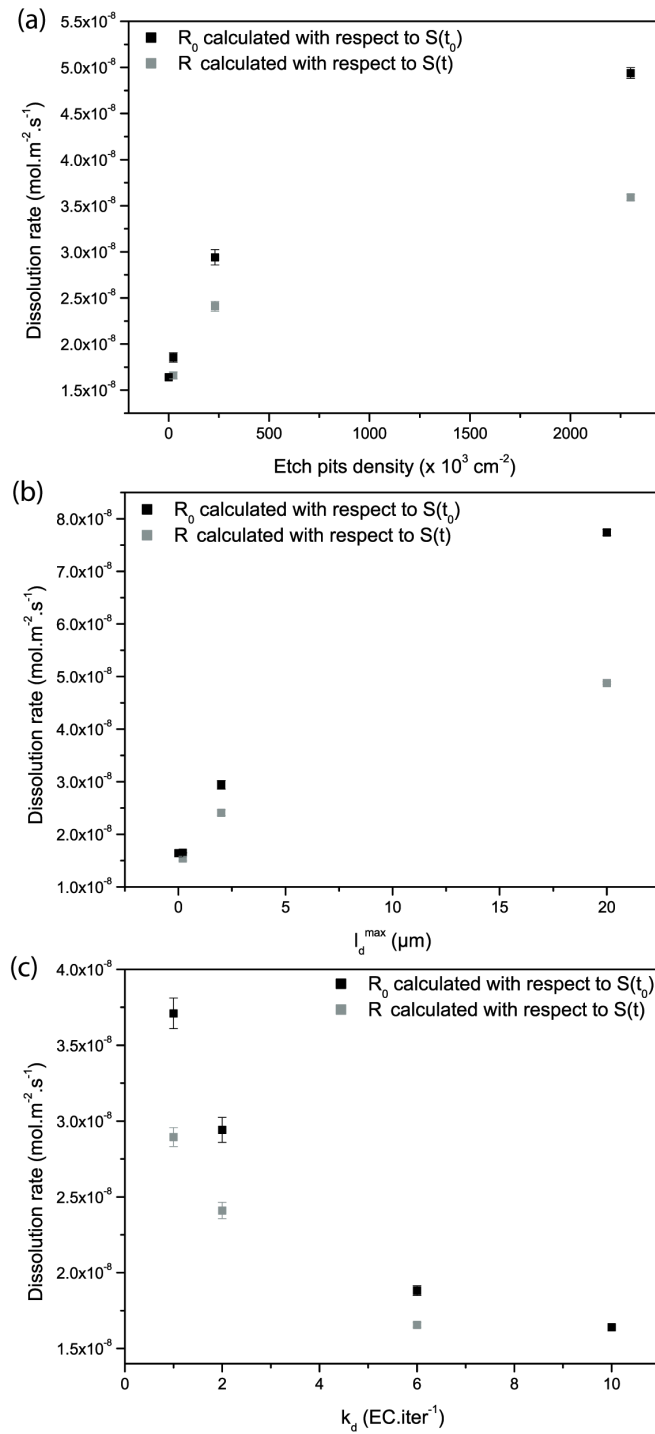 (a)
5.5x10⁻⁸
R₀ calculated with respect to S(t₀)
R calculated with respect to S(t)
5.0x10⁻⁸
4.5x10⁻⁸
4.0x10⁻⁸
3.5x10⁻⁸
3.0x10⁻⁸
2.5x10⁻⁸
2.0x10⁻⁸
1.5x10⁻⁸
Dissolution rate (mol.m⁻².s⁻¹)
0 500 1000 1500 2000
Etch pits density (x 10³ cm⁻²)
(b)
R₀ calculated with respect to S(t₀)
R calculated with respect to S(t)
8.0x10⁻⁸
7.0x10⁻⁸
6.0x10⁻⁸
5.0x10⁻⁸
4.0x10⁻⁸
3.0x10⁻⁸
2.0x10⁻⁸
1.0x10⁻⁸
Dissolution rate (mol.m⁻².s⁻¹)
0 5 10 15 20
l_d^max (µm)
(c)
4.0x10⁻⁸
R₀ calculated with respect to S(t₀)
R calculated with respect to S(t)
3.5x10⁻⁸
3.0x10⁻⁸
2.5x10⁻⁸
2.0x10⁻⁸
1.5x10⁻⁸
Dissolution rate (mol.m⁻².s⁻¹)
0 2 4 6 8 10
k_d (EC.iter⁻¹)